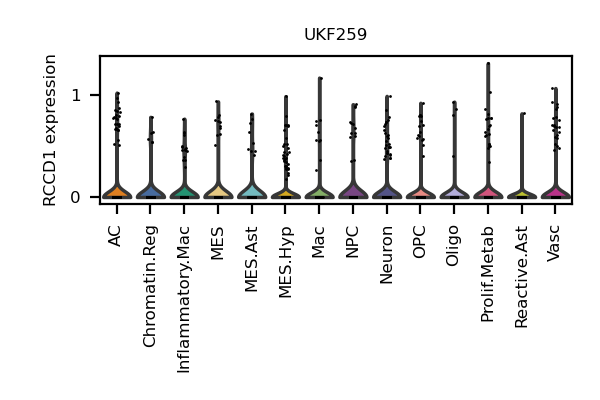 UKF259
RCCD1 expression
1
0
AC
Chromatin.Reg
Inflammatory.Mac
MES
MES.Ast
MES.Hyp
Mac
NPC
Neuron
OPC
Oligo
Prolif.Metab
Reactive.Ast
Vasc